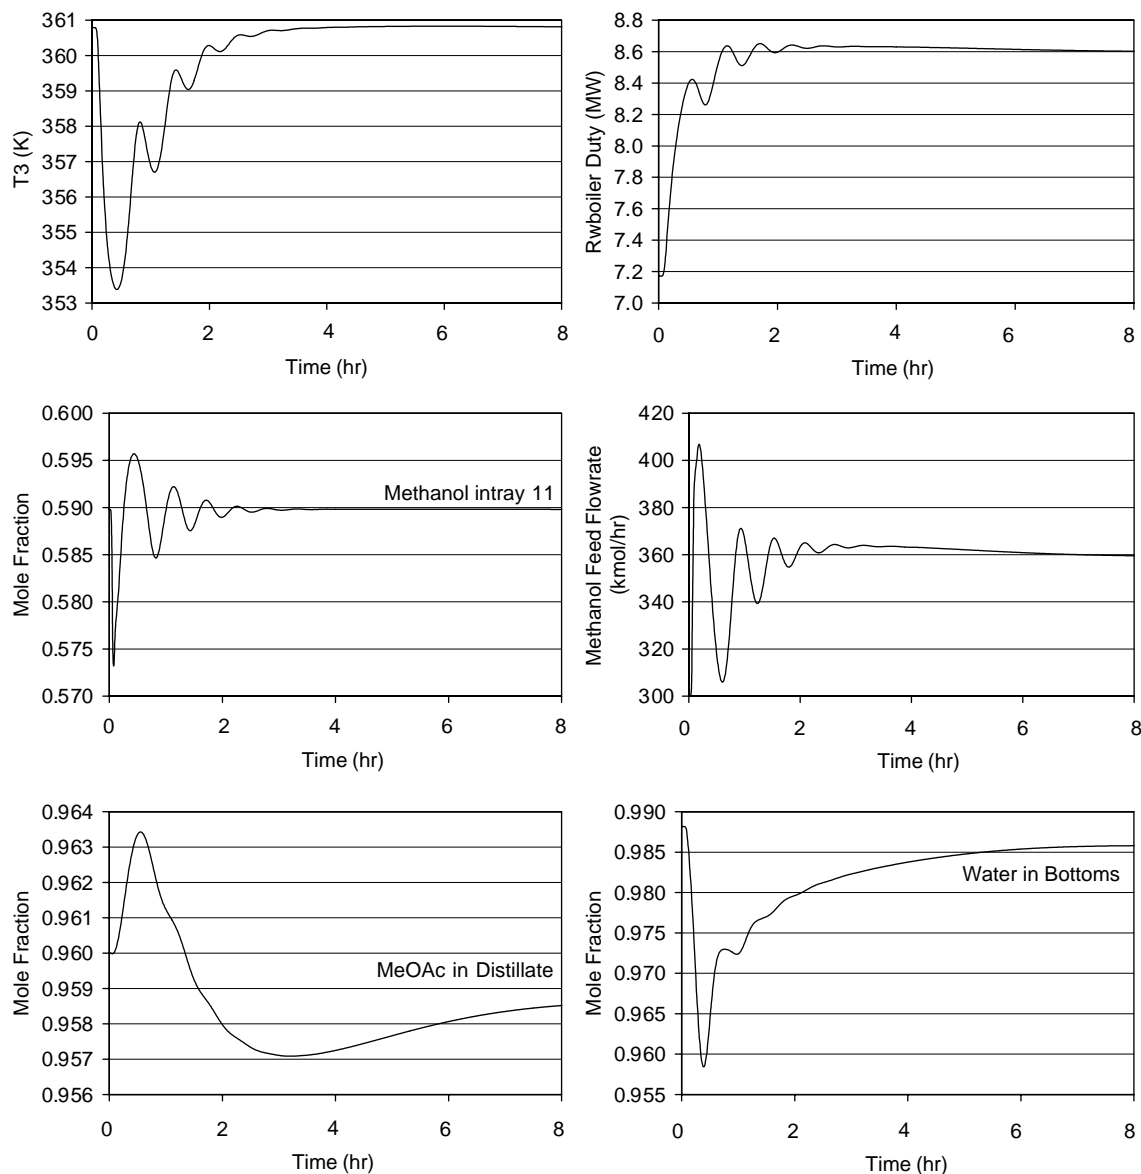 361
360
359
358
357
356
355
354
353
T3 (K)
0 2 4 6 8
Time (hr)
8.8
8.6
8.4
8.2
8.0
7.8
7.6
7.4
7.2
7.0
Rwboiler Duty (MW)
0 2 4 6 8
Time (hr)
0.600
0.595
0.590
0.585
0.580
0.575
0.570
Mole Fraction
Methanol intray 11
0 2 4 6 8
Time (hr)
420
400
380
360
340
320
300
Methanol Feed Flowrate
(kmol/hr)
0 2 4 6 8
Time (hr)
0.964
0.963
0.962
0.961
0.960
0.959
0.958
0.957
0.956
Mole Fraction
MeOAc in Distillate
0 2 4 6 8
Time (hr)
0.990
0.985
0.980
0.975
0.970
0.965
0.960
0.955
Mole Fraction
Water in Bottoms
0 2 4 6 8
Time (hr)